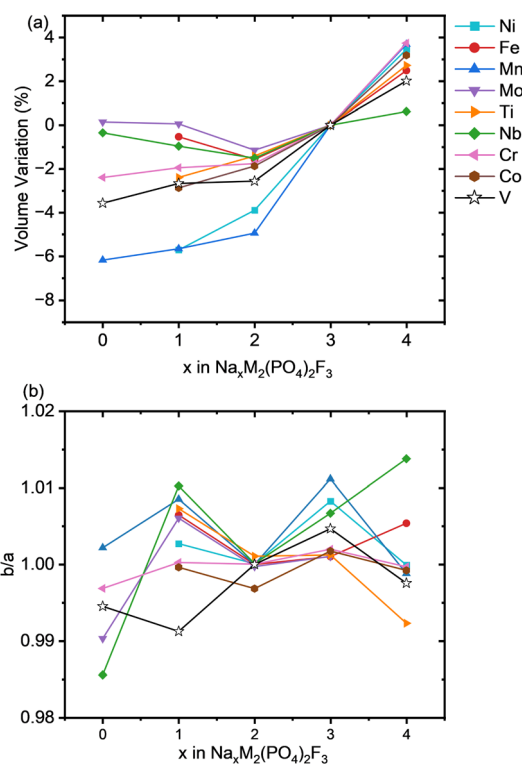 (a)
4
2
0
−2
−4
−6
−8
Volume Variation (%)
0 1 2 3 4
x in NaₓM₂(PO₄)₂F₃
Ni
Fe
Mn
Mo
Ti
Nb
Cr
Co
V
(b)
1.02
1.01
1.00
0.99
0.98
b/a
0 1 2 3 4
x in NaₓM₂(PO₄)₂F₃